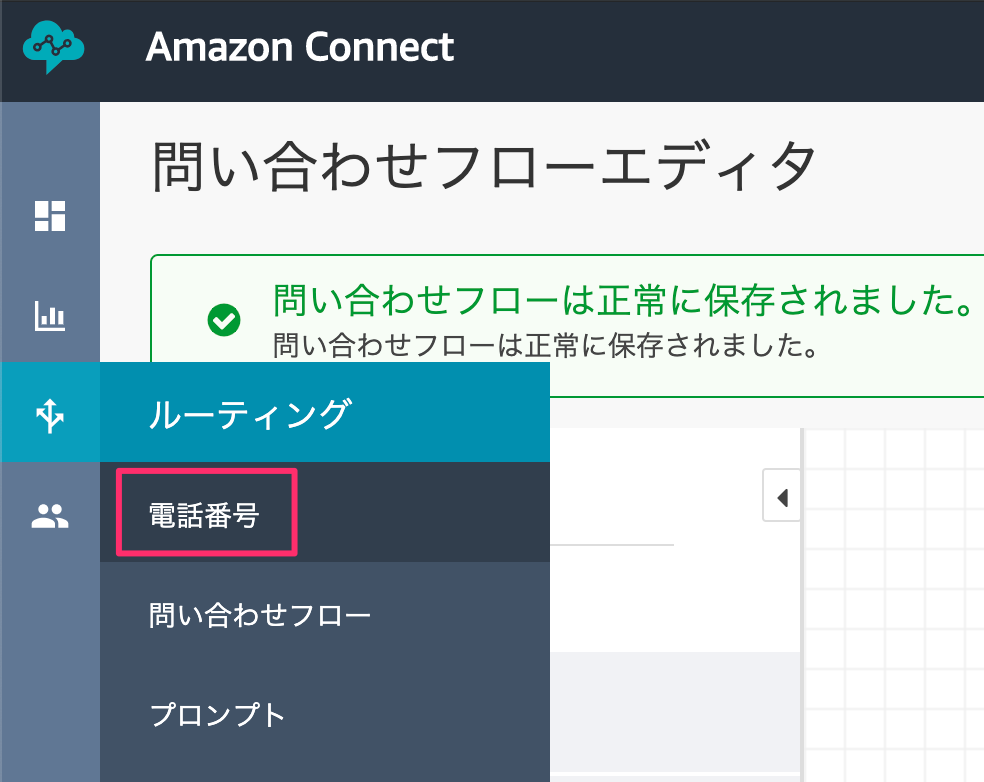 Amazon Connect
問い合わせフローエディタ
問い合わせフローは正常に保存されました。
問い合わせフローは正常に保存されました。
ルーティング
電話番号
問い合わせフロー
プロンプト